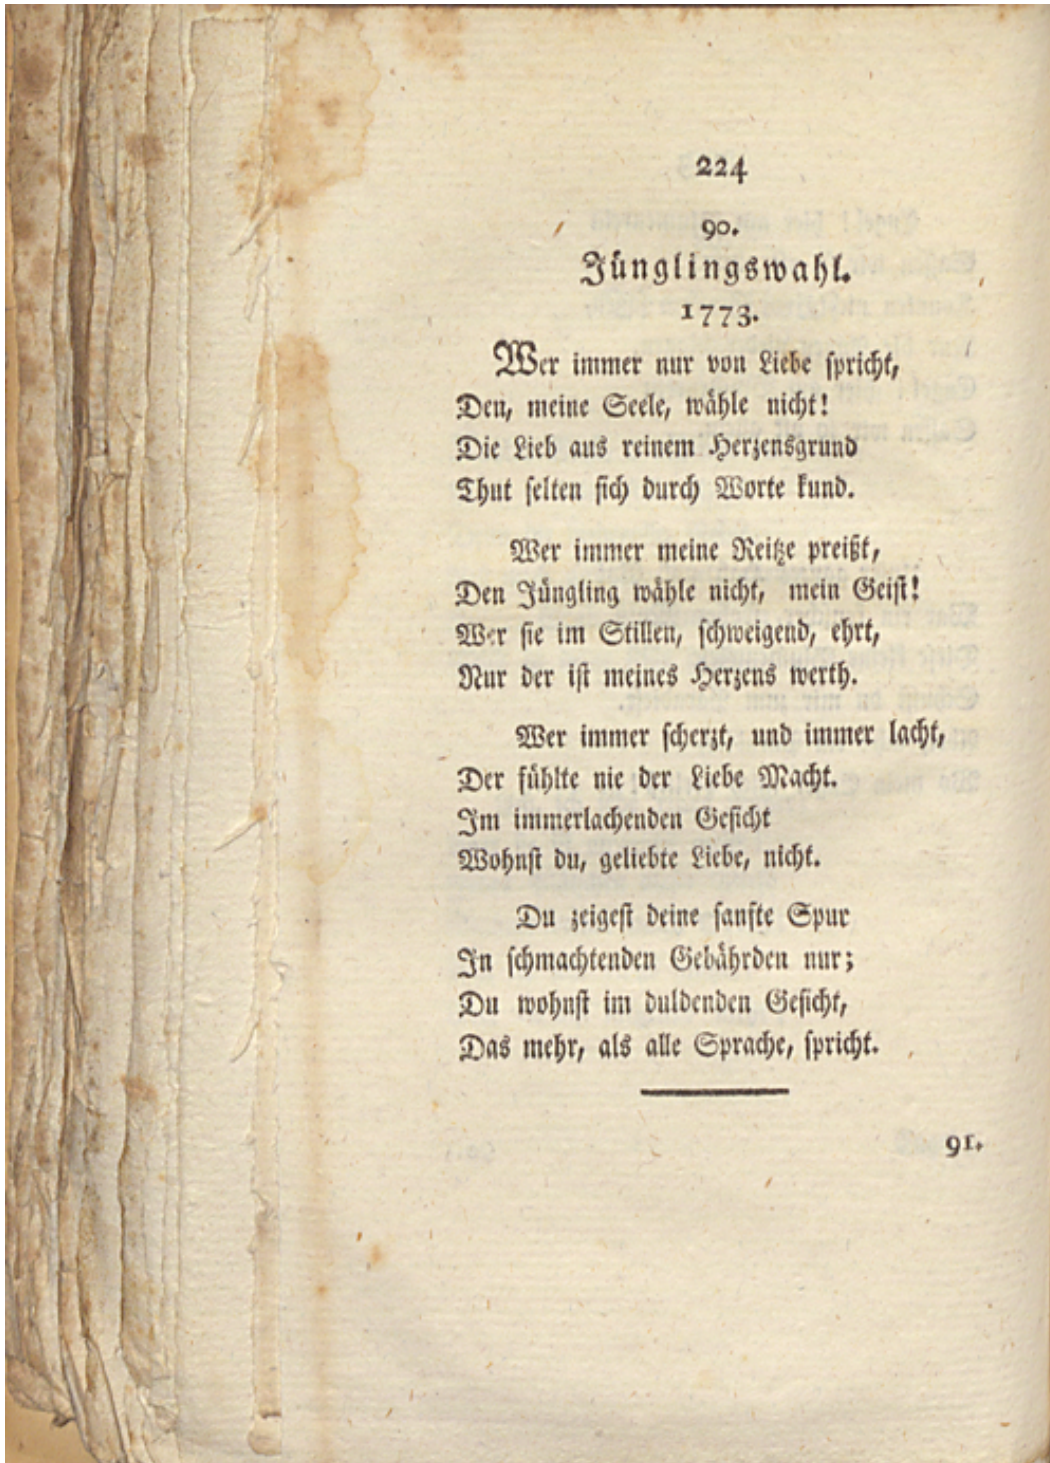 224
90.
Jünglingswahl.
1773.
Wer immer nur von Liebe spricht,
Den, meine Seele, wähle nicht!
Die Lieb aus reinem Herzensgrund
Thut selten sich durch Worte kund.
Wer immer meine Reitze preißt,
Den Jüngling wähle nicht, mein Geist!
Wer sie im Stillen, schweigend, ehrt,
Nur der ist meines Herzens werth.
Wer immer scherzt, und immer lacht,
Der fühlte nie der Liebe Macht.
Im immerlachenden Gesicht
Wohnst du, geliebte Liebe, nicht.
Du zeigest deine sanfte Spur
In schmachtenden Gebährden nur;
Du wohnst im duldenden Gesicht,
Das mehr, als alle Sprache, spricht.
91.